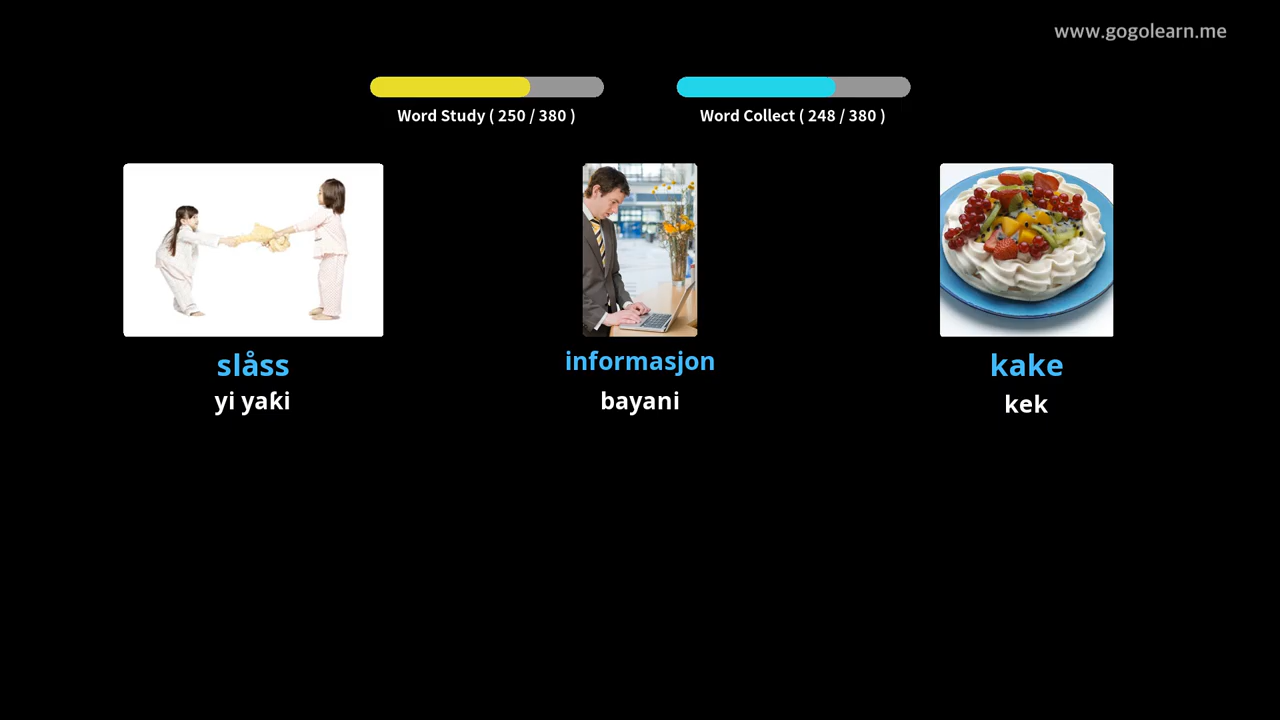 www.gogolearn.me
Word Study ( 250 / 380 )
Word Collect ( 248 / 380 )
slåss
informasjon
kake
yi yaƙi
bayani
kek